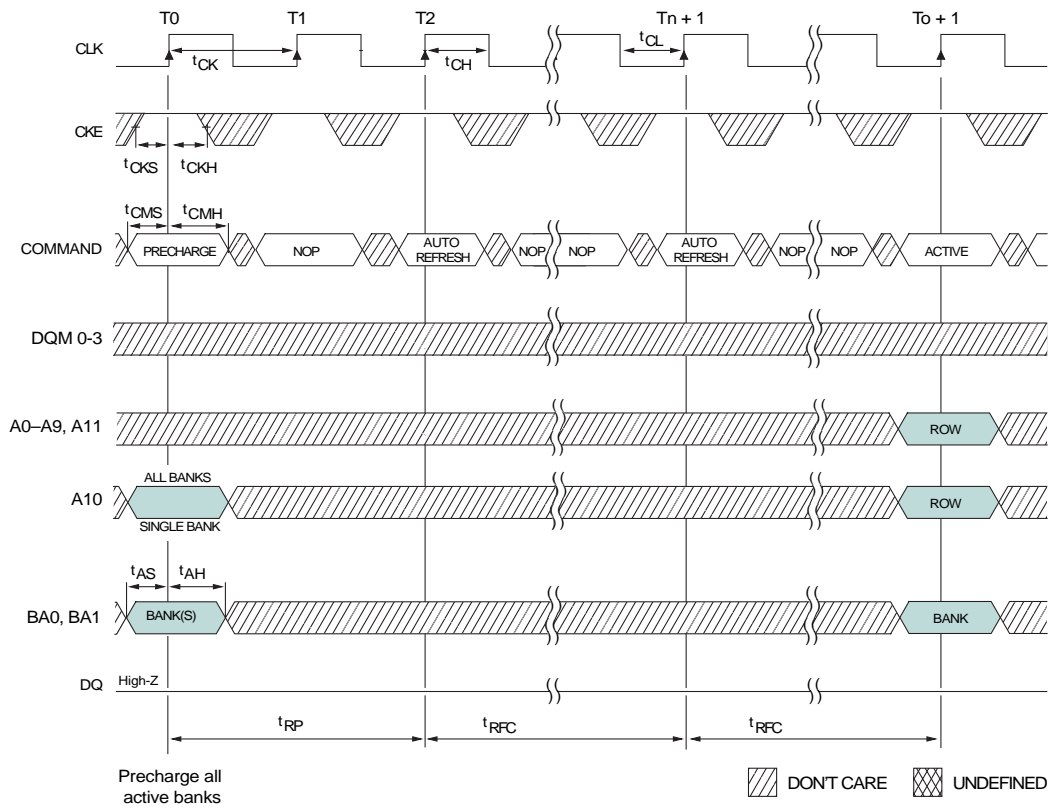 T0 T1 T2 Tn + 1 To + 1
CLK
tCK tCH tCL
CKE
tCKS tCKH
tCMS tCMH
COMMAND PRECHARGE NOP AUTO REFRESH NOP NOP AUTO REFRESH NOP NOP ACTIVE
DQM 0-3
A0–A9, A11 ROW
ALL BANKS
A10 ROW
SINGLE BANK
tAS tAH
BA0, BA1 BANK(S) BANK
DQ High-Z
tRP tRFC tRFC
Precharge all
active banks
DON'T CARE UNDEFINED